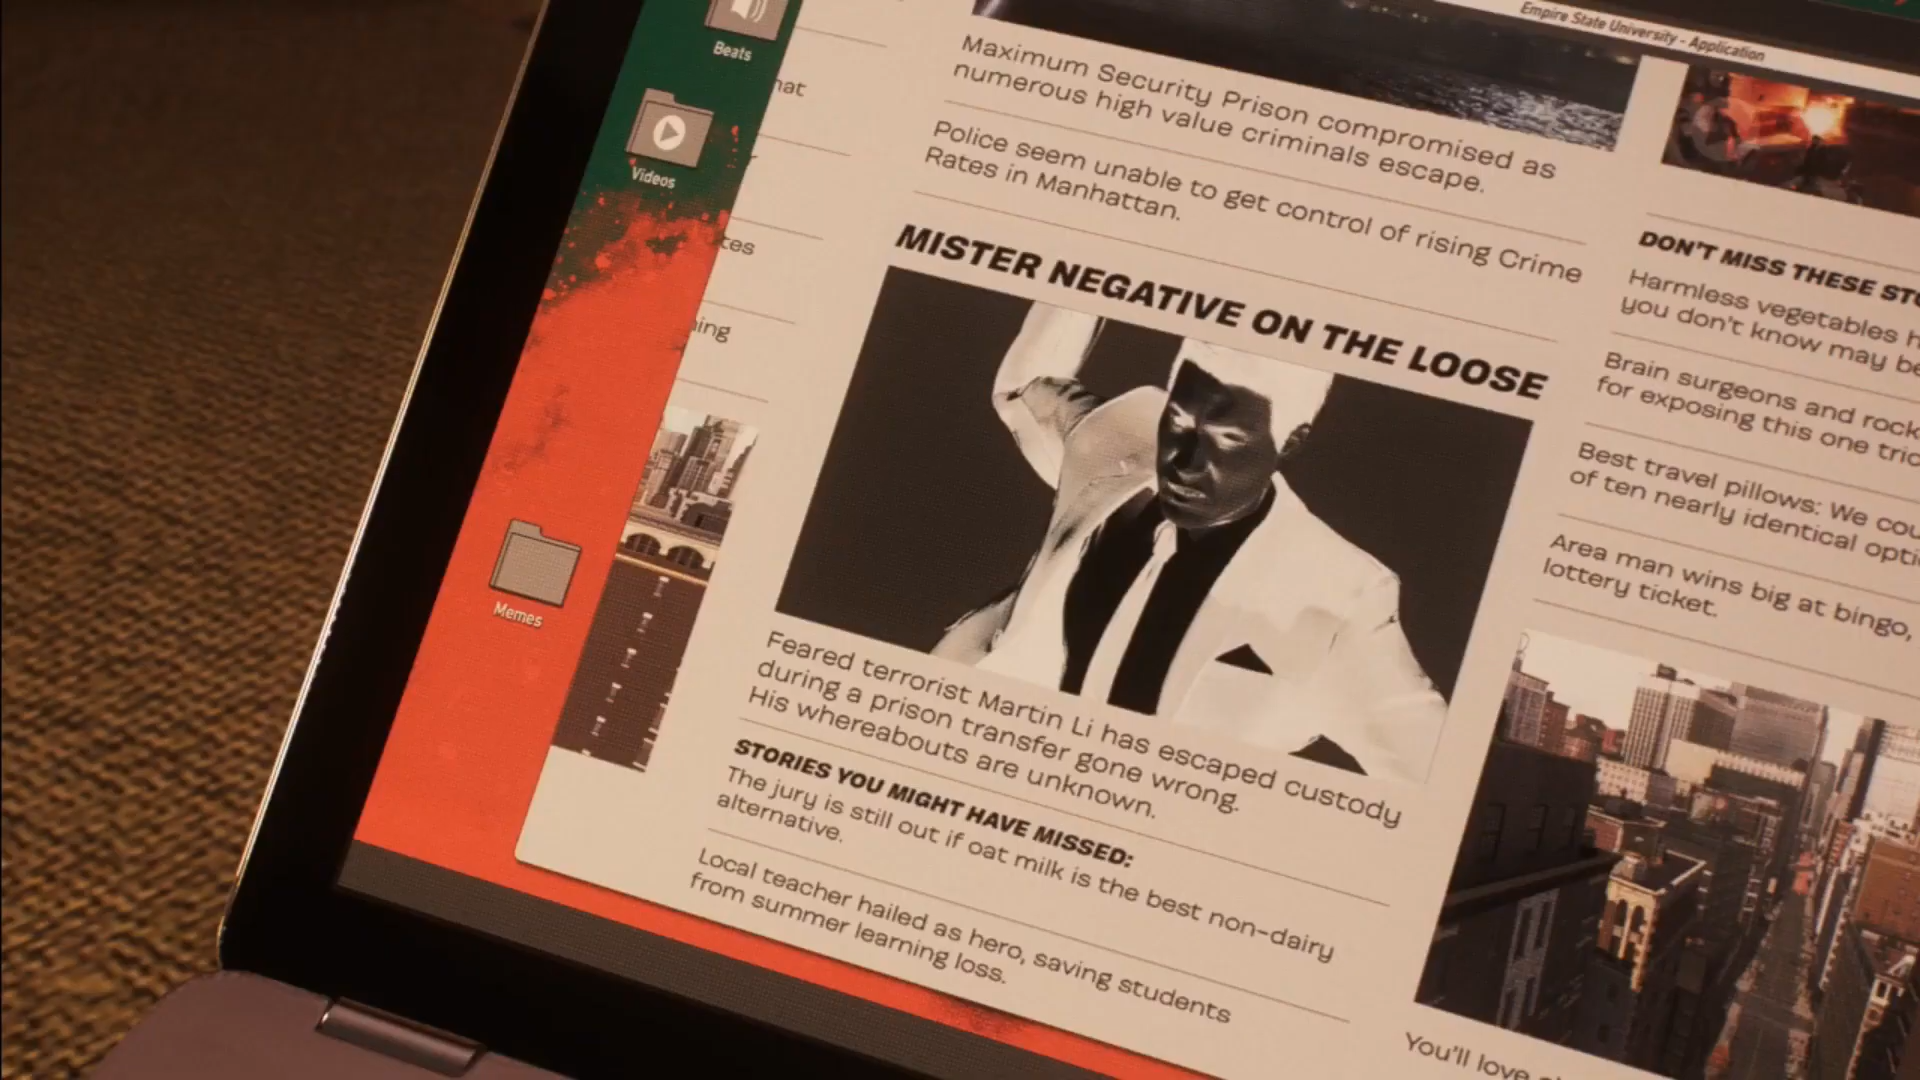 Beats
Videos
Memes
Empire State University - Application
Maximum Security Prison compromised as
numerous high value criminals escape.
Police seem unable to get control of rising Crime
Rates in Manhattan.
MISTER NEGATIVE ON THE LOOSE
Feared terrorist Martin Li has escaped custody
during a prison transfer gone wrong.
His whereabouts are unknown.
STORIES YOU MIGHT HAVE MISSED:
The jury is still out if oat milk is the best non-dairy
alternative.
Local teacher hailed as hero, saving students
from summer learning loss.
DON'T MISS THESE
Harmless vegetables
you don't know may
Brain surgeons and
for exposing this one
Best travel pillows: We
of ten nearly identical
Area man wins big at bingo,
lottery ticket.
You'll love